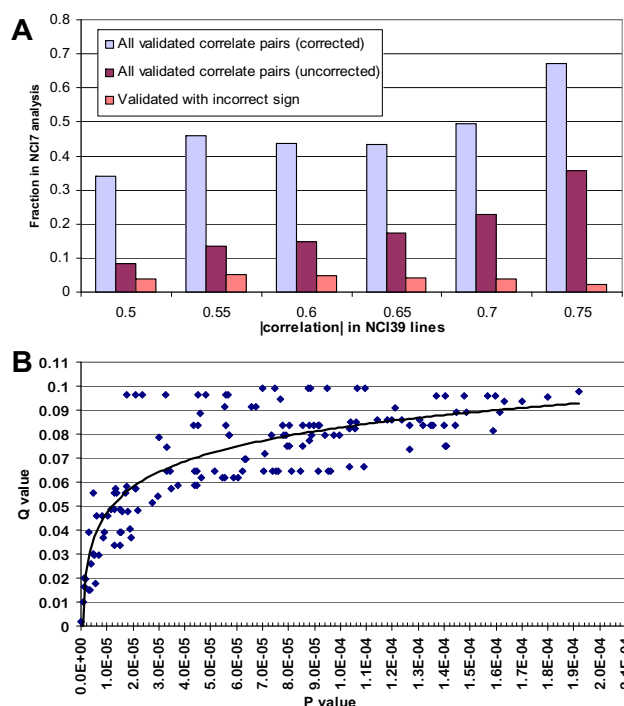 A
0.8
0.7
0.6
0.5
0.4
0.3
0.2
0.1
0
Fraction in NCI7 analysis
All validated correlate pairs (corrected)
All validated correlate pairs (uncorrected)
Validated with incorrect sign
0.5 0.55 0.6 0.65 0.7 0.75
|correlation| in NCI39 lines
B
0.11
0.1
0.09
0.08
0.07
0.06
0.05
0.04
0.03
0.02
0.01
0
Q value
0.0E+00 1.0E-05 2.0E-05 3.0E-05 4.0E-05 5.0E-05 6.0E-05 7.0E-05 8.0E-05 9.0E-05 1.0E-04 1.1E-04 1.2E-04 1.3E-04 1.4E-04 1.5E-04 1.6E-04 1.7E-04 1.8E-04 1.9E-04 2.0E-04 2.1E-04
P value